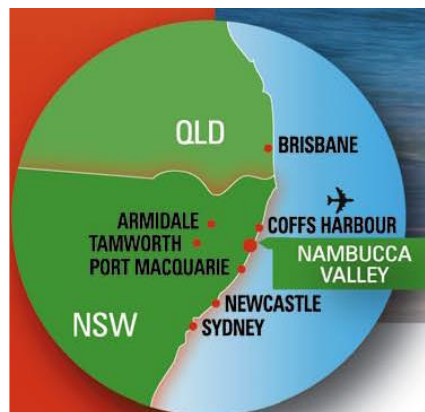 QLD
BRISBANE
ARMIDALE
COFFS HARBOUR
TAMWORTH
NAMBUCCA
VALLEY
PORT MACQUARIE
NEWCASTLE
NSW
SYDNEY